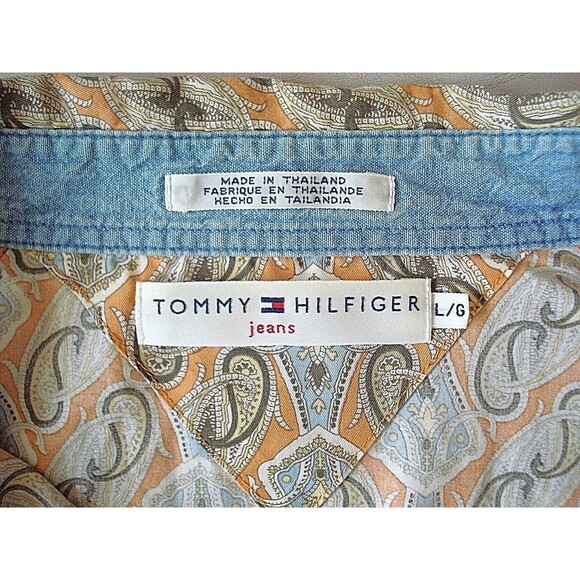 MADE IN THAILAND
FABRIQUE EN THAILANDE
HECHO EN TAILANDIA
TOMMY HILFIGER
jeans
L/G